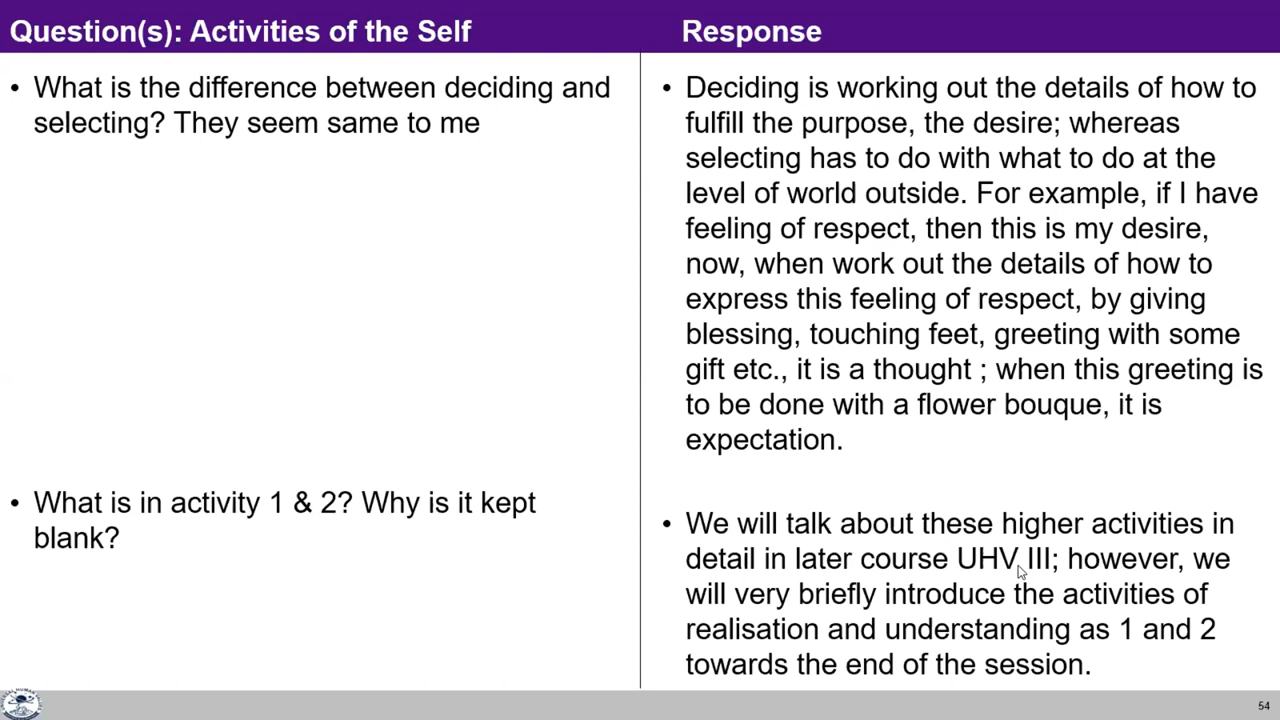 Question(s): Activities of the Self
Response
• What is the difference between deciding and
selecting? They seem same to me
• Deciding is working out the details of how to
fulfill the purpose, the desire; whereas
selecting has to do with what to do at the
level of world outside. For example, if I have
feeling of respect, then this is my desire,
now, when work out the details of how to
express this feeling of respect, by giving
blessing, touching feet, greeting with some
gift etc., it is a thought ; when this greeting is
to be done with a flower bouque, it is
expectation.
• What is in activity 1 & 2? Why is it kept
blank?
• We will talk about these higher activities in
detail in later course UHV III; however, we
will very briefly introduce the activities of
realisation and understanding as 1 and 2
towards the end of the session.
54